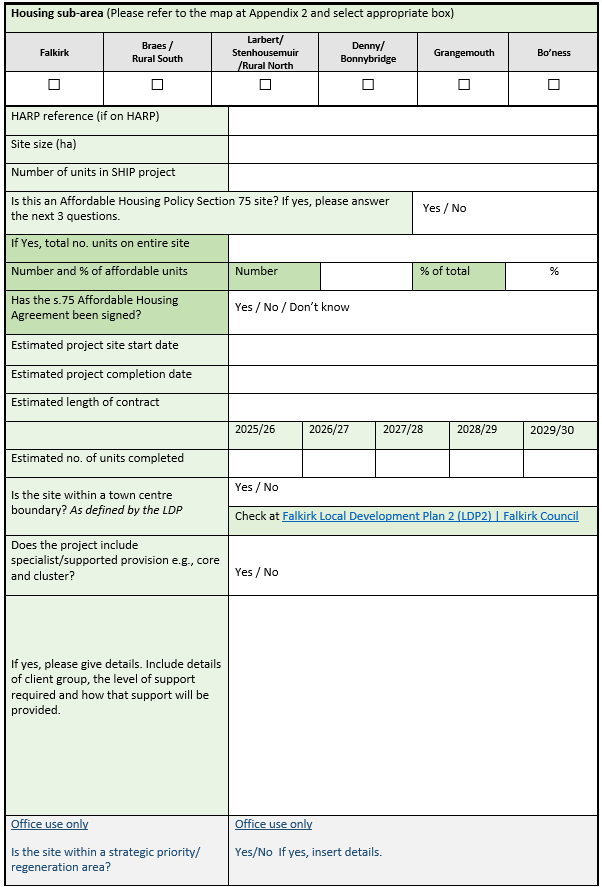 Housing sub-area (Please refer to the map at Appendix 2 and select appropriate box)
Falkirk
Braes /
Rural South
Larbert/
Stenhousemuir
/Rural North
Denny/
Bonnybridge
Grangemouth
Bo’ness
☐ ☐ ☐ ☐ ☐ ☐
HARP reference (if on HARP)
Site size (ha)
Number of units in SHIP project
Is this an Affordable Housing Policy Section 75 site? If yes, please answer
the next 3 questions.
Yes / No
If Yes, total no. units on entire site
Number and % of affordable units
Number
% of total
%
Has the s.75 Affordable Housing
Agreement been signed?
Yes / No / Don’t know
Estimated project site start date
Estimated project completion date
Estimated length of contract
2025/26
2026/27
2027/28
2028/29
2029/30
Estimated no. of units completed
Is the site within a town centre
boundary? As defined by the LDP
Yes / No
Check at Falkirk Local Development Plan 2 (LDP2) | Falkirk Council
Does the project include
specialist/supported provision e.g., core
and cluster?
Yes / No
If yes, please give details. Include details
of client group, the level of support
required and how that support will be
provided.
Office use only
Is the site within a strategic priority/
regeneration area?
Office use only
Yes/No  If yes, insert details.